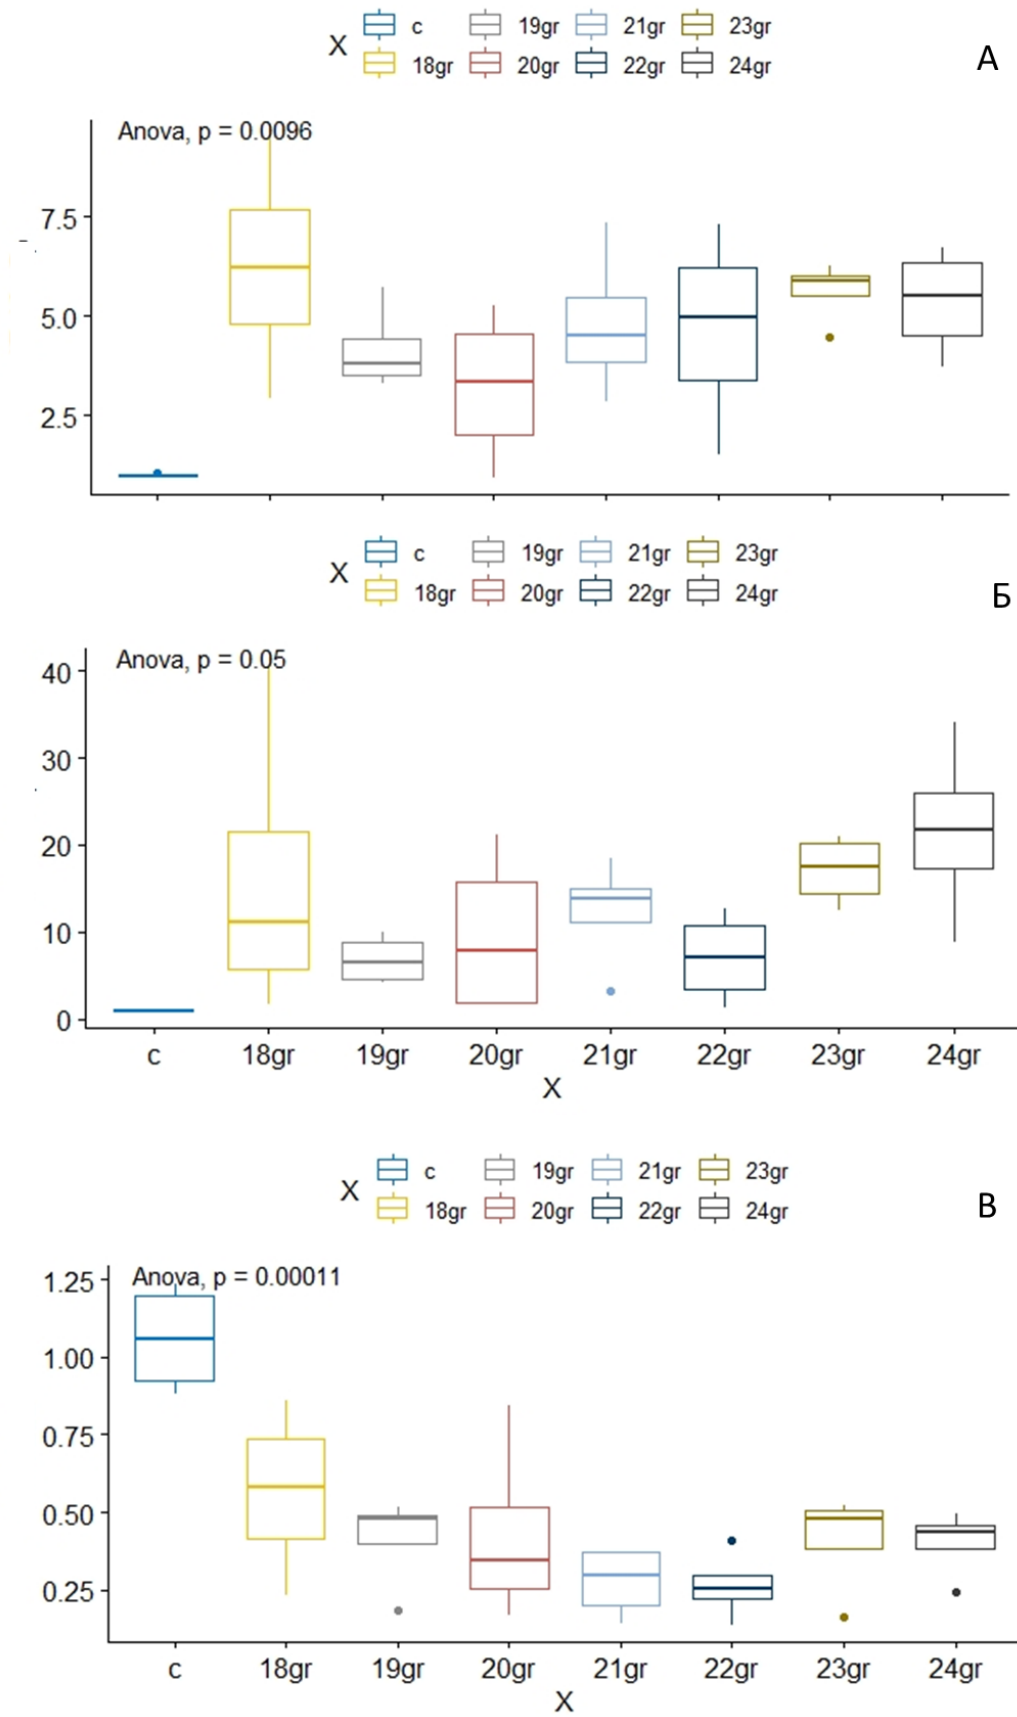 X c 19gr 21gr 23gr
18gr 20gr 22gr 24gr
А
Anova, p = 0.0096
7.5
5.0
2.5
X c 19gr 21gr 23gr
18gr 20gr 22gr 24gr
Б
Anova, p = 0.05
40
30
20
10
0
c 18gr 19gr 20gr 21gr 22gr 23gr 24gr
X
X c 19gr 21gr 23gr
18gr 20gr 22gr 24gr
В
Anova, p = 0.00011
1.25
1.00
0.75
0.50
0.25
c 18gr 19gr 20gr 21gr 22gr 23gr 24gr
X